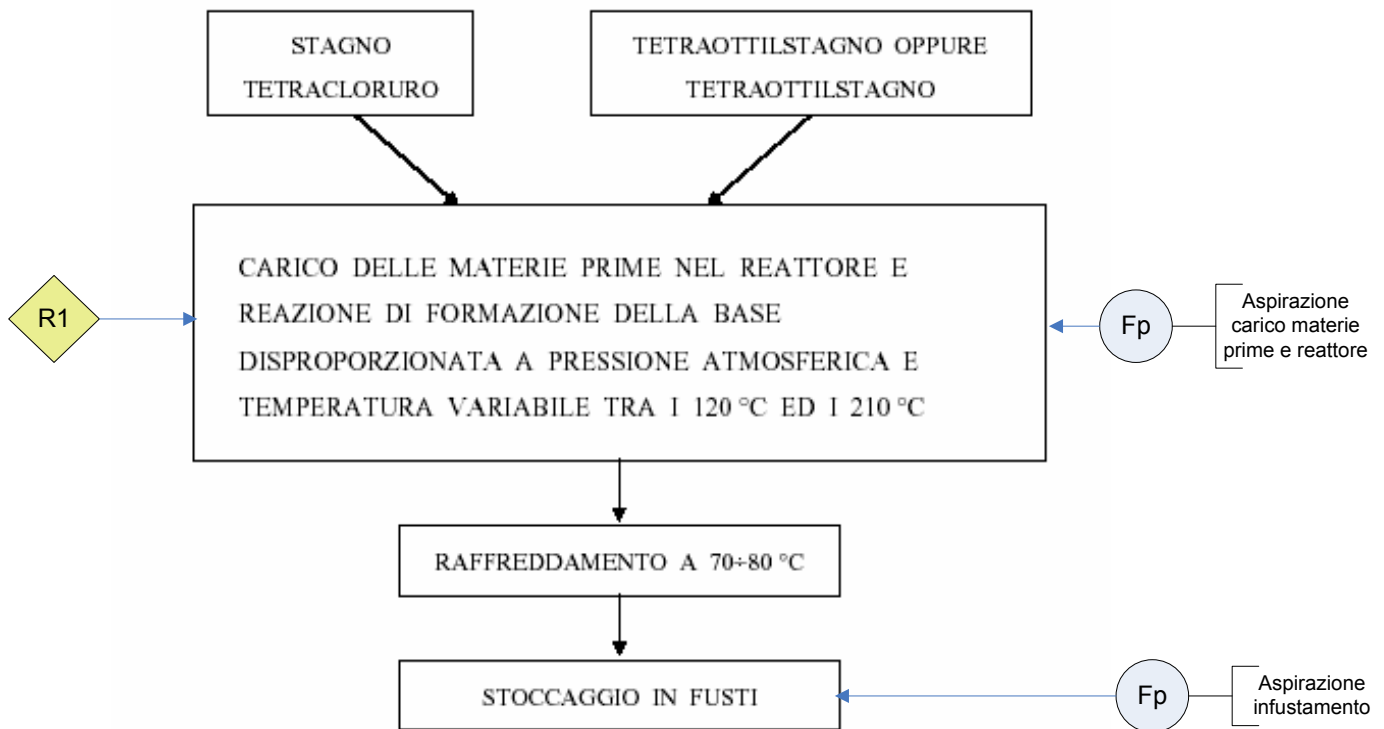 STAGNO
TETRACLORURO
TETRAOTTILSTAGNO OPPURE
TETRAOTTILSTAGNO
CARICO DELLE MATERIE PRIME NEL REATTORE E
REAZIONE DI FORMAZIONE DELLA BASE
DISPROPORZIONATA A PRESSIONE ATMOSFERICA E
TEMPERATURA VARIABILE TRA I 120 °C ED I 210 °C
R1
Fp
Aspirazione
carico materie
prime e reattore
RAFFREDDAMENTO A 70÷80 °C
STOCCAGGIO IN FUSTI
Fp
Aspirazione
infustamento